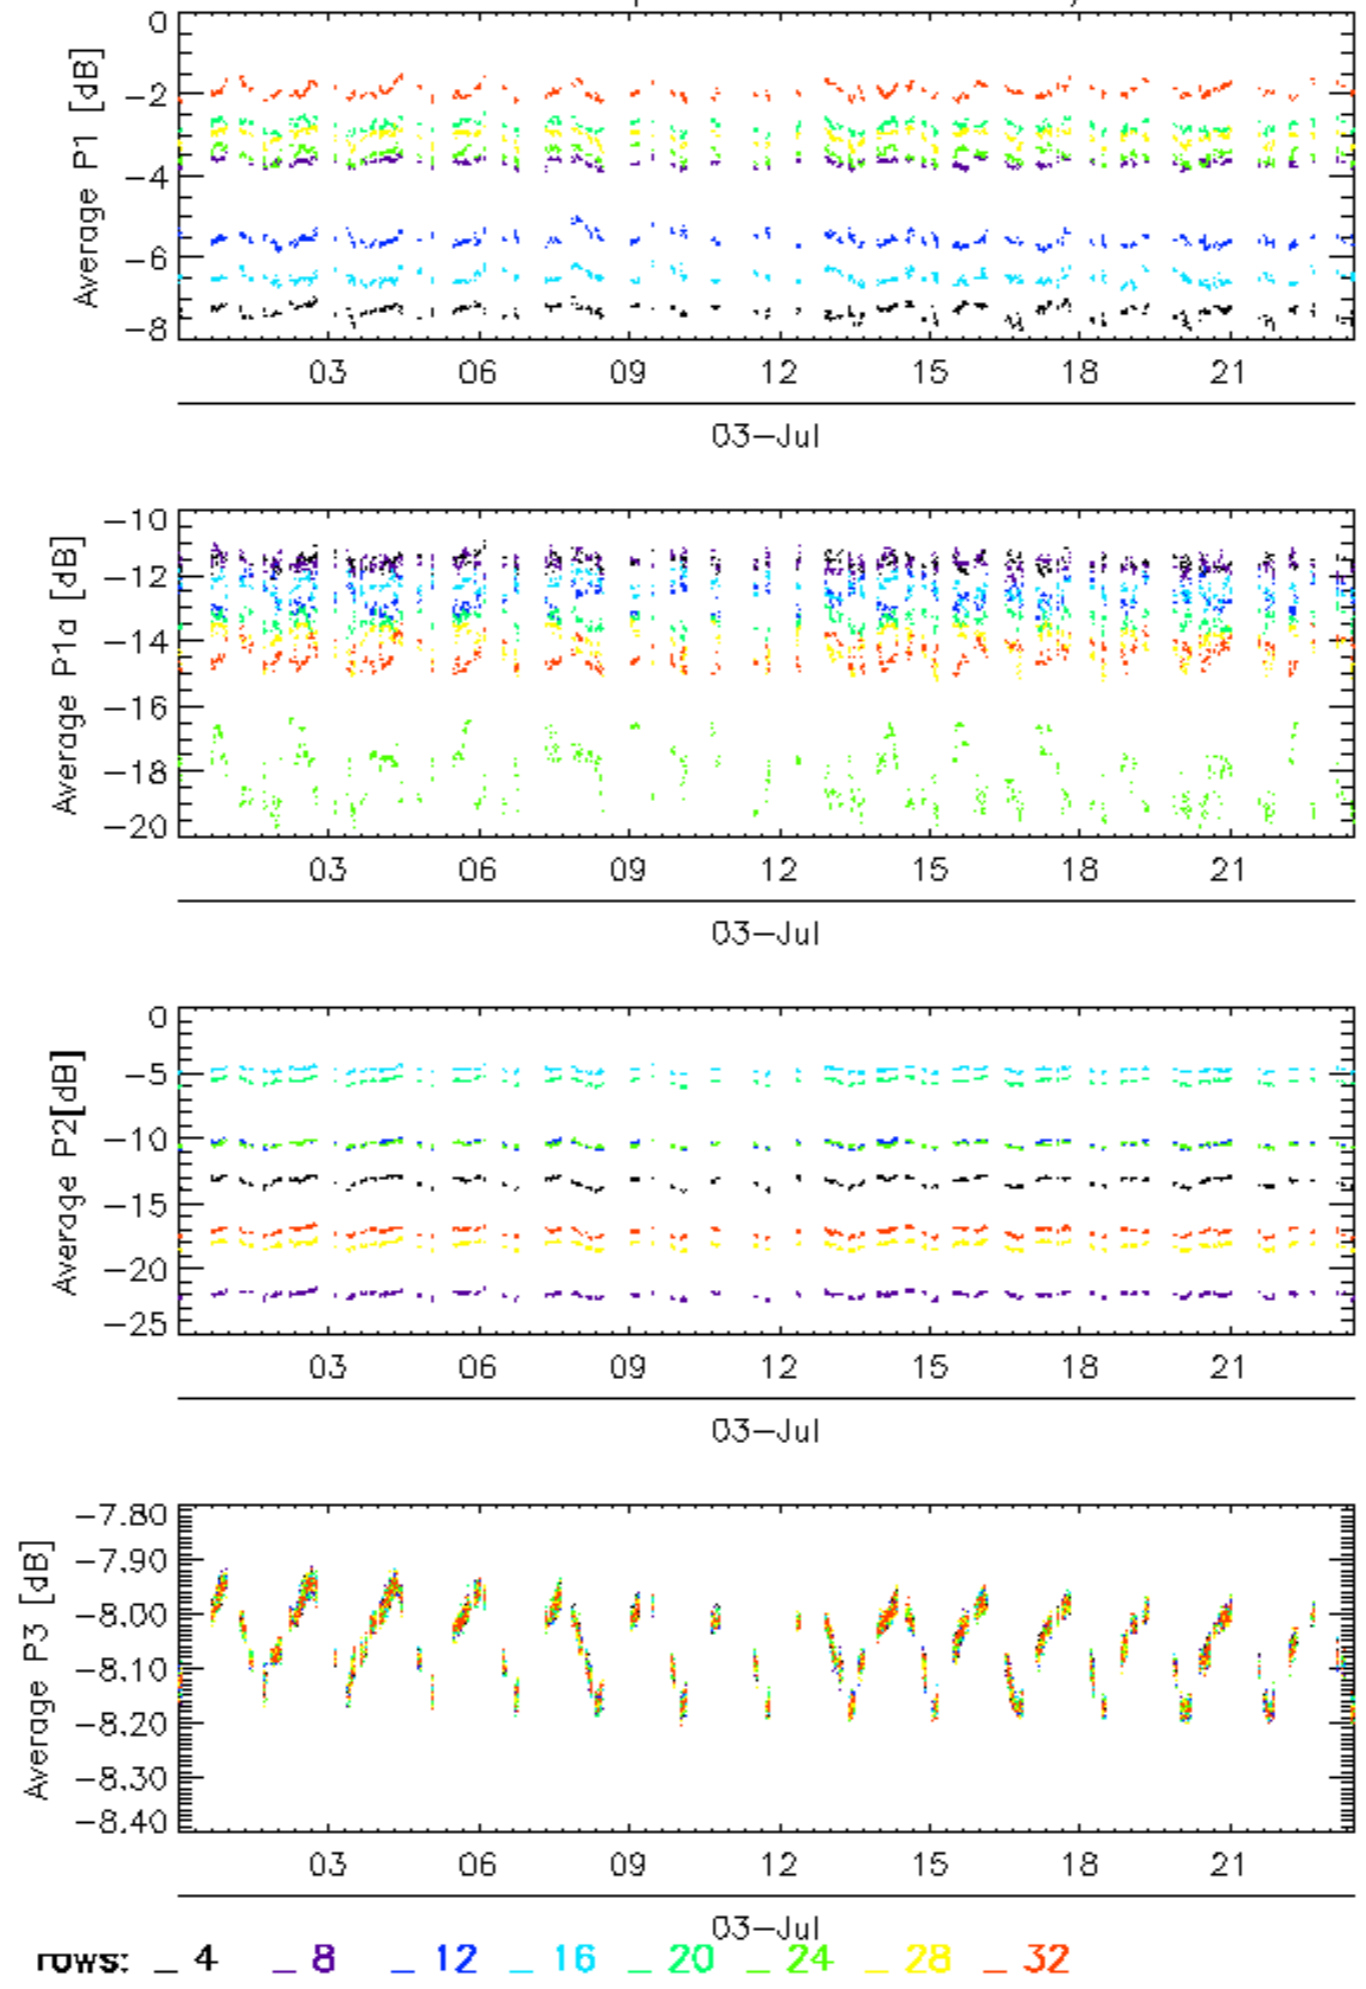 0
−2
−4
−6
−8
Average P1 [dB]
03 06 09 12 15 18 21
03−Jul
−10
−12
−14
−16
−18
−20
Average P1a [dB]
03 06 09 12 15 18 21
03−Jul
0
−5
−10
−15
−20
−25
Average P2[dB]
03 06 09 12 15 18 21
03−Jul
−7.80
−7.90
−8.00
−8.10
−8.20
−8.30
−8.40
Average P3 [dB]
03 06 09 12 15 18 21
03−Jul
rows: _ 4 _ 8 _ 12 _ 16 _ 20 _ 24 _ 28 _ 32